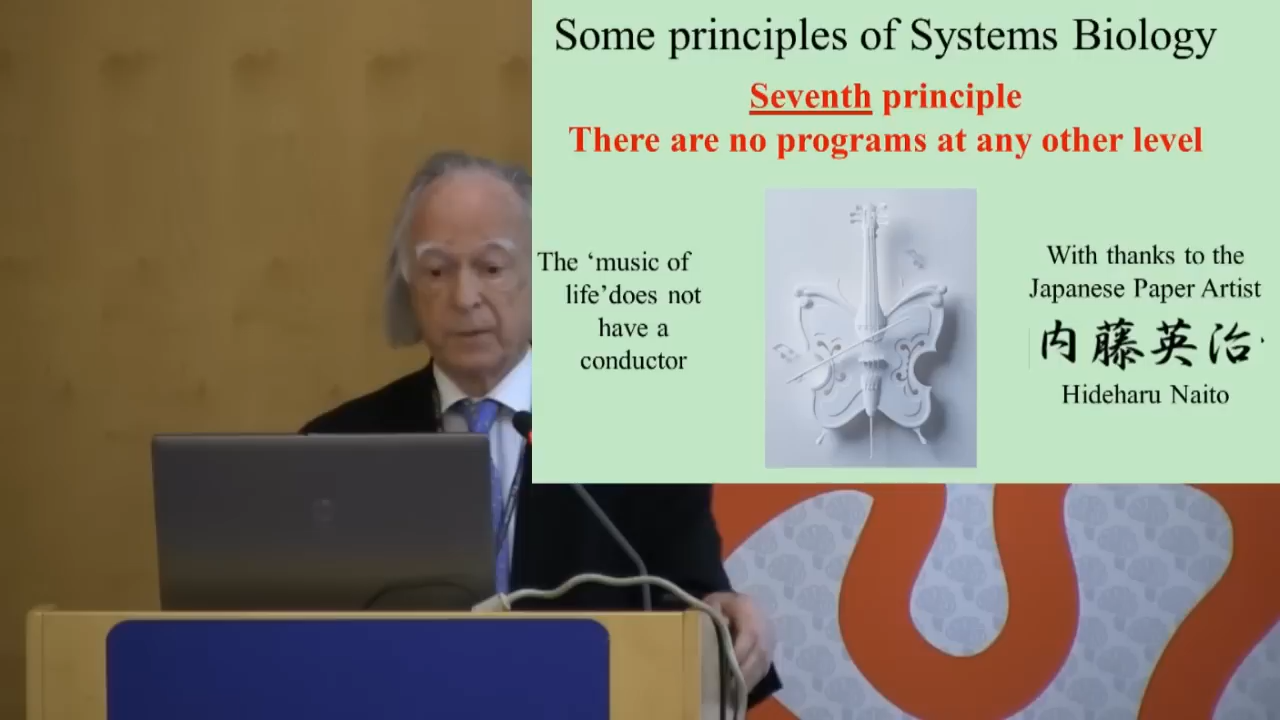 Some principles of Systems Biology
Seventh principle
There are no programs at any other level
The ‘music of
life’does not
have a
conductor
With thanks to the
Japanese Paper Artist
内藤英治
Hideharu Naito